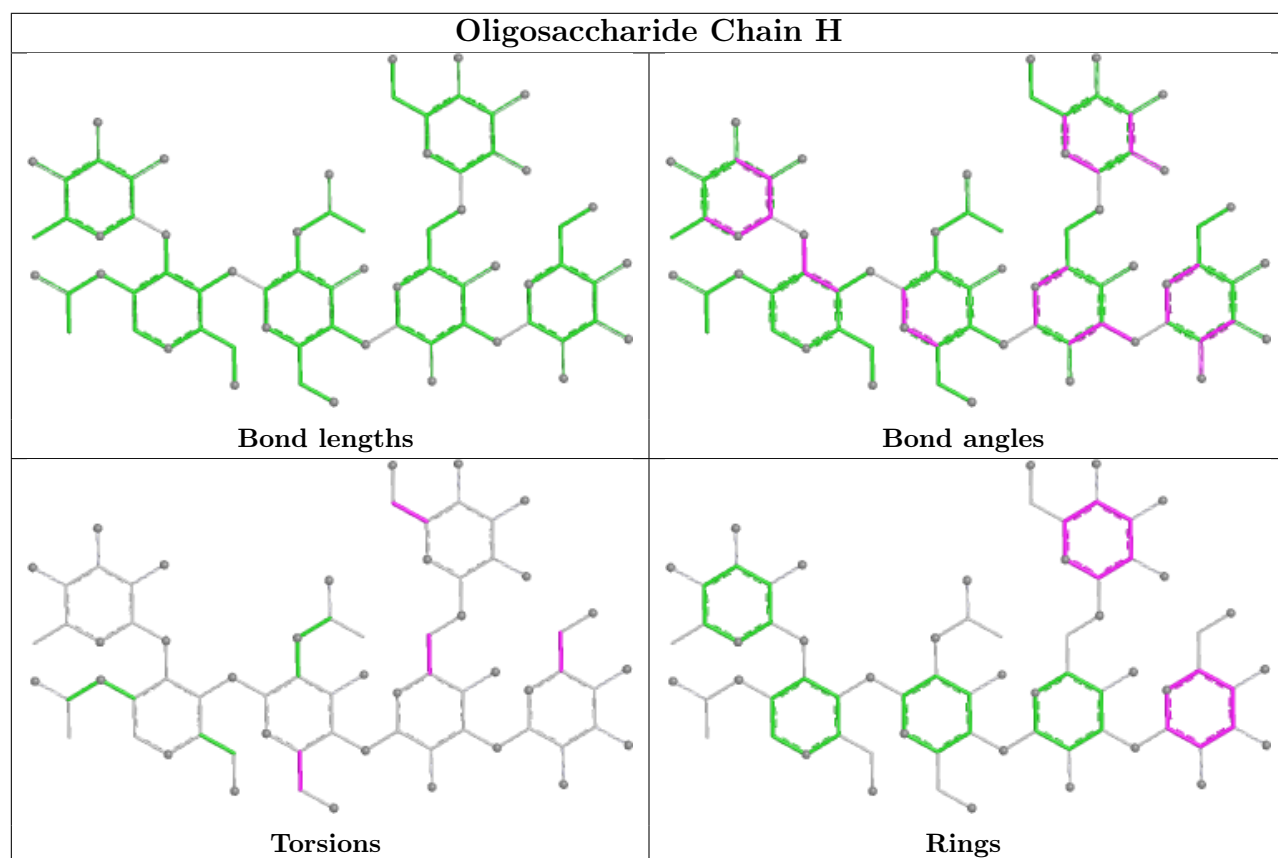 Oligosaccharide Chain H
Bond lengths
Bond angles
Torsions
Rings